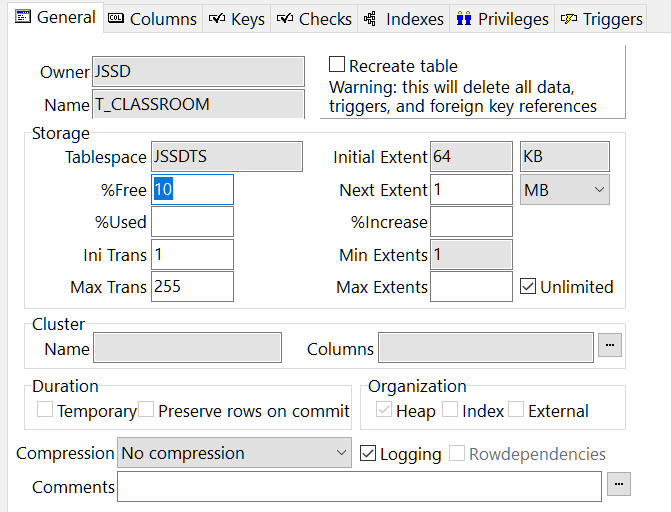 General Columns Keys Checks Indexes Privileges Triggers
Owner JSSD
Name T_CLASSROOM
Recreate table
Warning: this will delete all data,
triggers, and foreign key references
Storage
Tablespace JSSDTS Initial Extent 64 KB
%Free 10 Next Extent 1 MB
%Used %Increase
Ini Trans 1 Min Extents 1
Max Trans 255 Max Extents Unlimited
Cluster
Name Columns ...
Duration
Temporary Preserve rows on commit
Organization
Heap Index External
Compression No compression Logging Rowdependencies
Comments ...